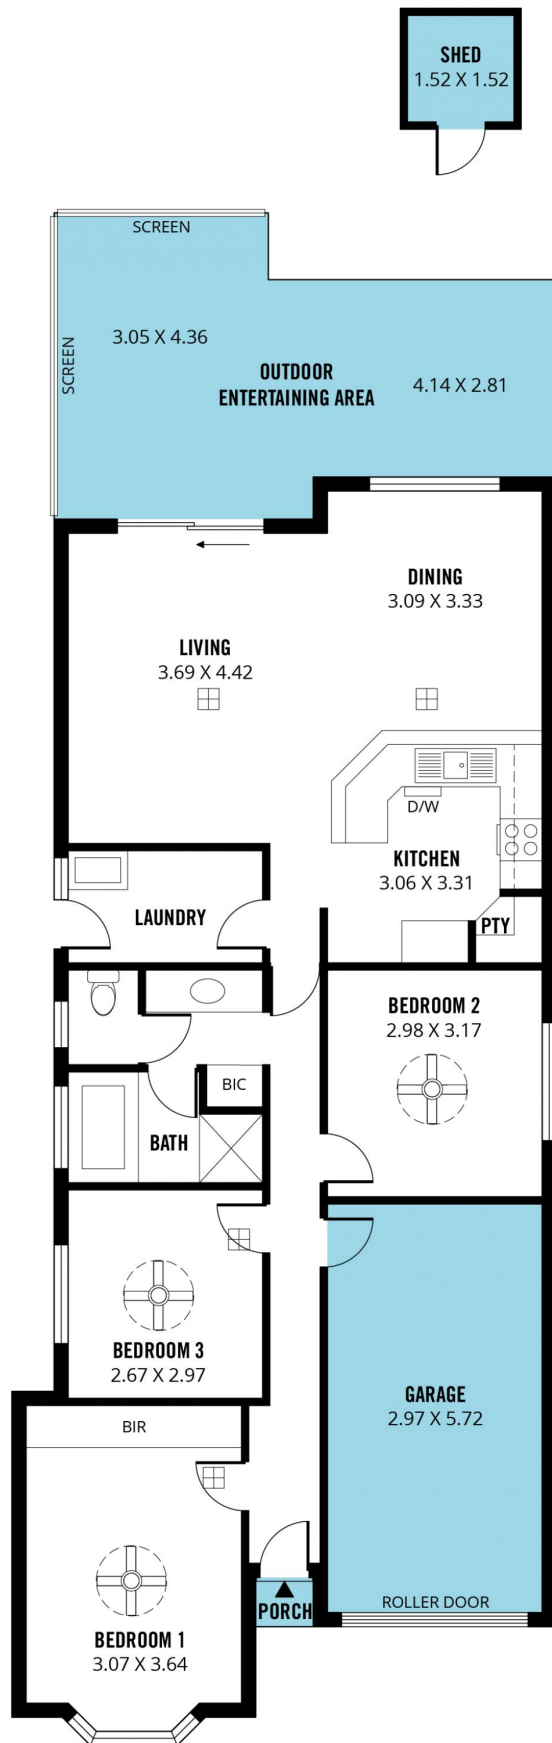 SHED
1.52 X 1.52
SCREEN
SCREEN
3.05 X 4.36
OUTDOOR
ENTERTAINING AREA
4.14 X 2.81
DINING
3.09 X 3.33
LIVING
3.69 X 4.42
D/W
KITCHEN
3.06 X 3.31
LAUNDRY
PTY
BEDROOM 2
2.98 X 3.17
BIC
BATH
BEDROOM 3
2.67 X 2.97
GARAGE
2.97 X 5.72
BIR
ROLLER DOOR
PORCH
BEDROOM 1
3.07 X 3.64